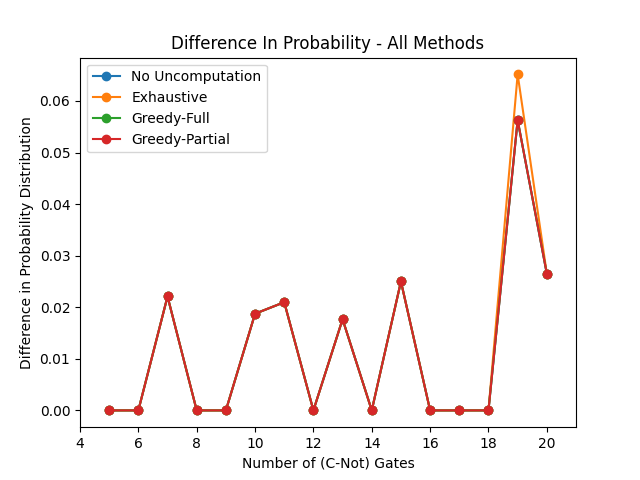 Difference In Probability - All Methods
No Uncomputation
Exhaustive
Greedy-Full
Greedy-Partial
Difference in Probability Distribution
0.06
0.05
0.04
0.03
0.02
0.01
0.00
4 6 8 10 12 14 16 18 20
Number of (C-Not) Gates